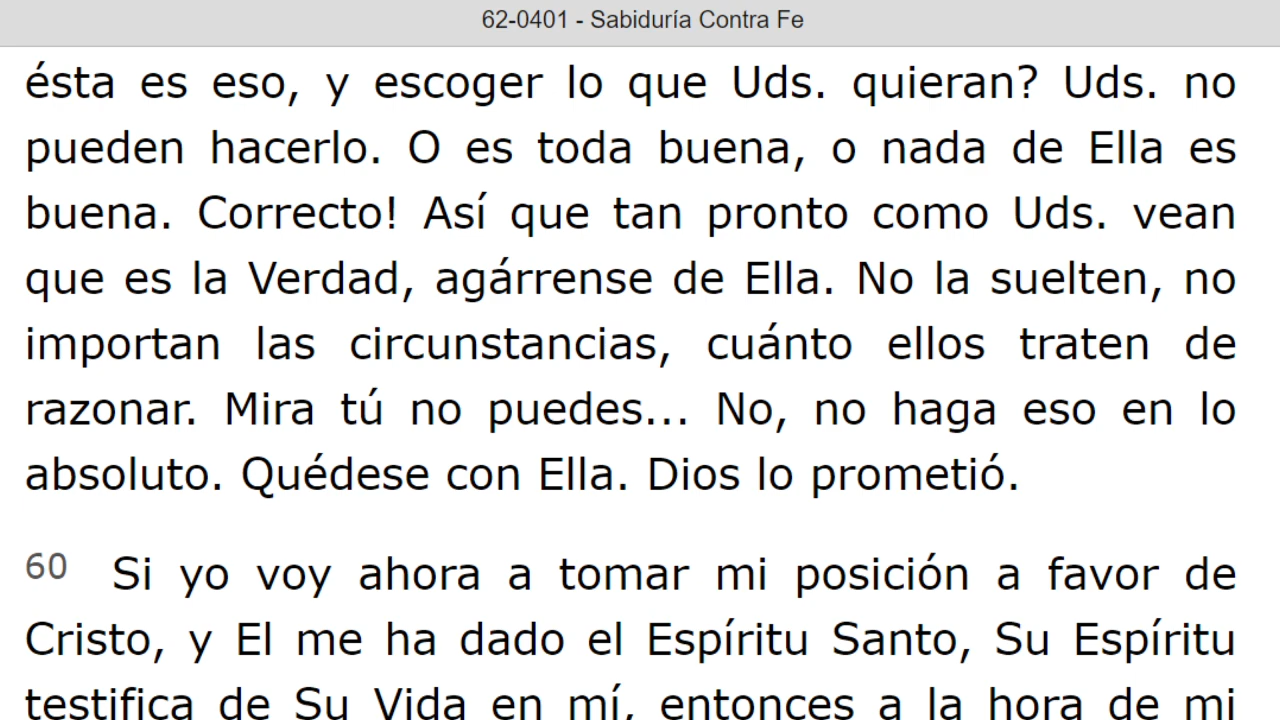 62-0401 - Sabiduría Contra Fe
ésta es eso, y escoger lo que Uds. quieran? Uds. no
pueden hacerlo. O es toda buena, o nada de Ella es
buena. Correcto! Así que tan pronto como Uds. vean
que es la Verdad, agárrense de Ella. No la suelten, no
importan las circunstancias, cuánto ellos traten de
razonar. Mira tú no puedes... No, no haga eso en lo
absoluto. Quédese con Ella. Dios lo prometió.
60 Si yo voy ahora a tomar mi posición a favor de
Cristo, y El me ha dado el Espíritu Santo, Su Espíritu
testifica de Su Vida en mí, entonces a la hora de mi